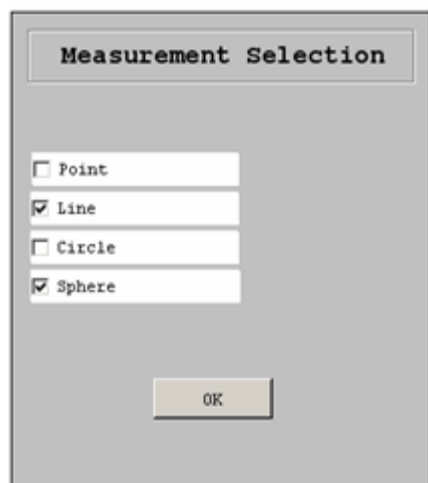 Measurement Selection
Point
Line
Circle
Sphere
OK